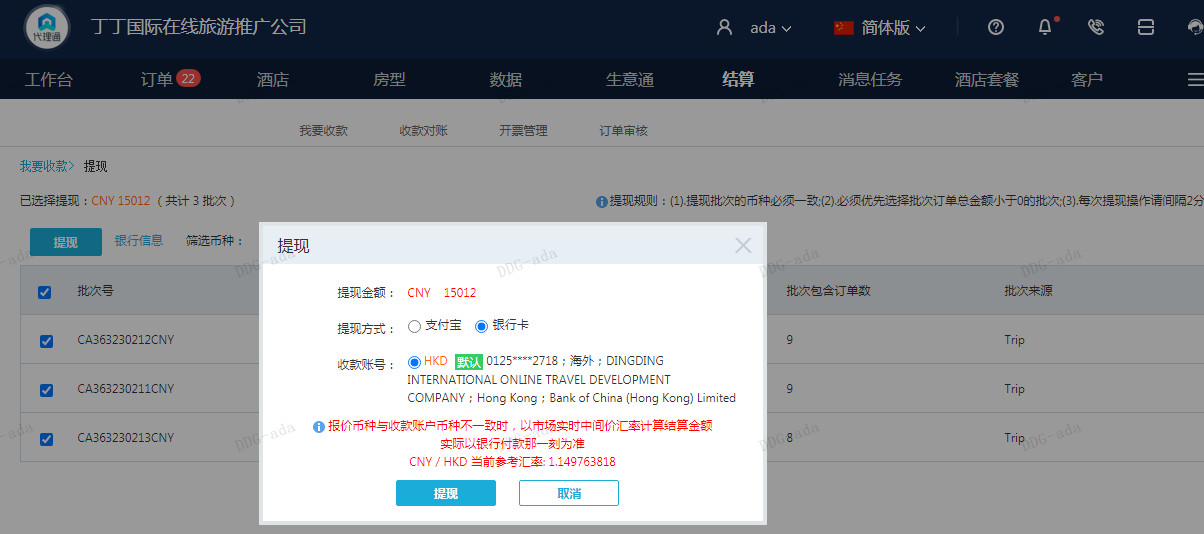 代理通
丁丁国际在线旅游推广公司
ada
简体版
工作台 订单 22 酒店 房型 数据 生意通 结算 消息任务 酒店套餐 客户
我要收款 收款对账 开票管理 订单审核
我要收款> 提现
已选择提现：CNY 15012（共计 3 批次）
提现规则：(1).提现批次的币种必须一致;(2).必须优先选择批次订单总金额小于0的批次;(3).每次提现操作请间隔2分
提现 银行信息 筛选币种：
批次号 批次包含订单数 批次来源
CA363230212CNY 9 Trip
CA363230211CNY 9 Trip
CA363230213CNY 8 Trip
提现
提现金额： CNY 15012
提现方式： 支付宝 银行卡
收款账号： HKD 默认 0125****2718；海外；DINGDING
INTERNATIONAL ONLINE TRAVEL DEVELOPMENT
COMPANY；Hong Kong；Bank of China (Hong Kong) Limited
报价币种与收款账户币种不一致时，以市场实时中间价汇率计算结算金额
实际以银行付款那一刻为准
CNY / HKD 当前参考汇率: 1.149763818
提现 取消
DDG-ada
DDG-ada
DDG-ada
DDG-ada
DDG-ada
DDG-ada
DDG-ada